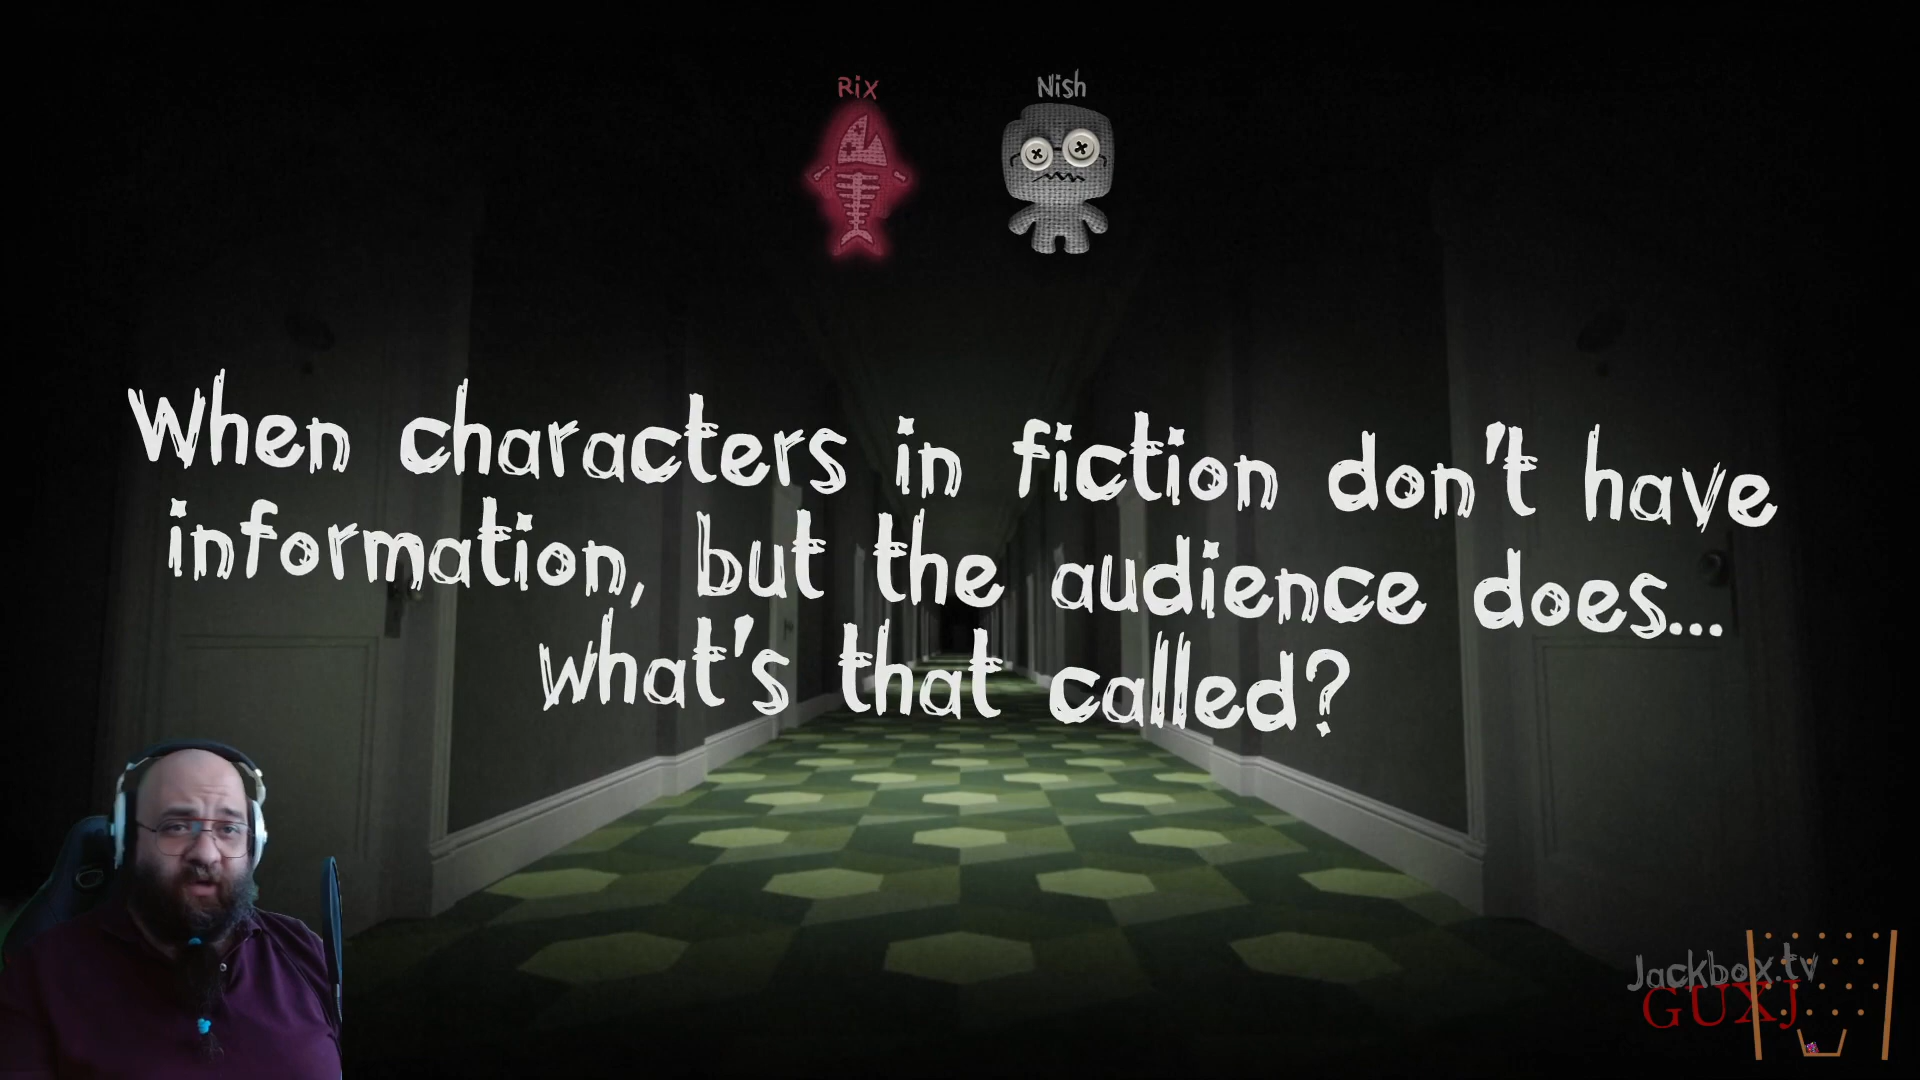 Rix
Nish
When characters in fiction don't have
information, but the audience does...
what's that called?
Jackbox.tv
GUXJ